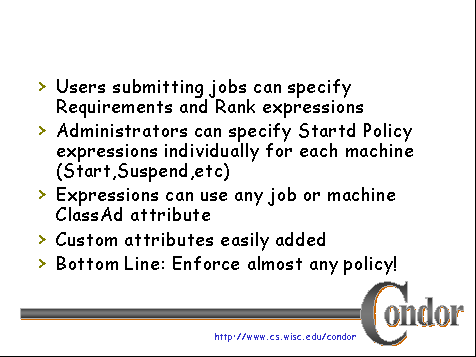 > Users submitting jobs can specify
Requirements and Rank expressions
> Administrators can specify Startd Policy
expressions individually for each machine
(Start,Suspend,etc)
> Expressions can use any job or machine
ClassAd attribute
> Custom attributes easily added
> Bottom Line: Enforce almost any policy!
Condor
http://www.cs.wisc.edu/condor